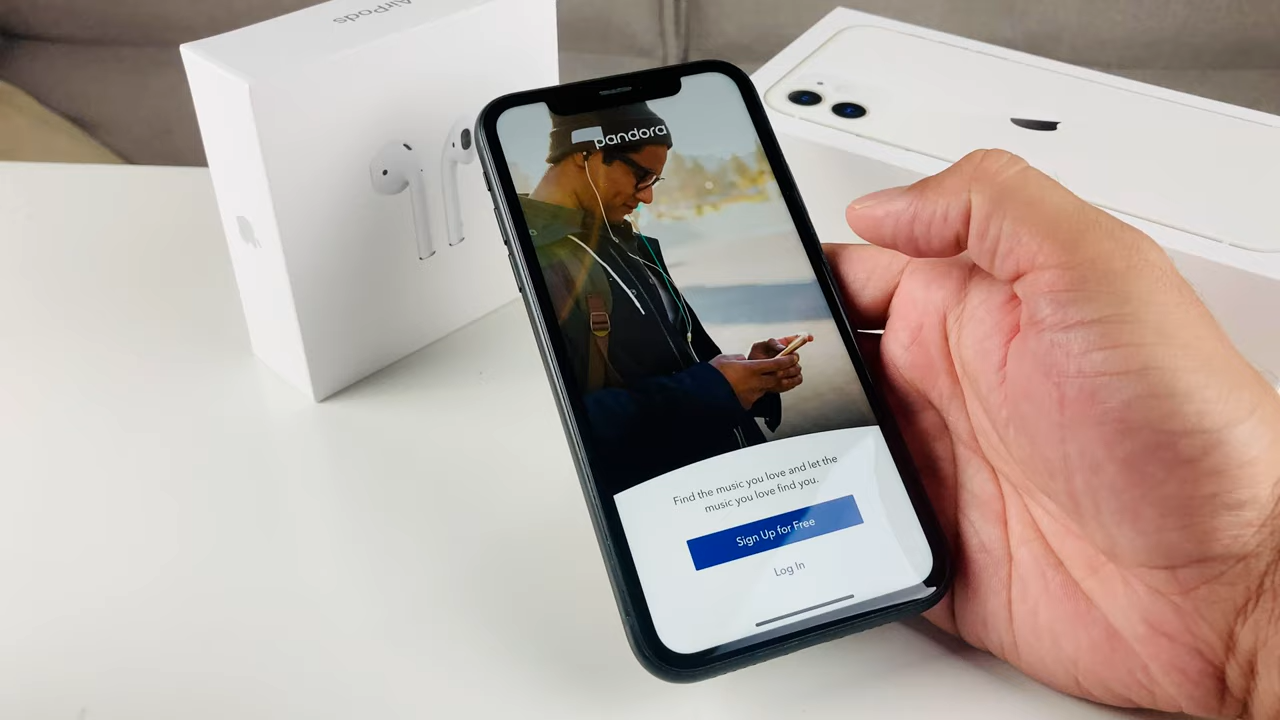 AirPods
pandora
Find the music you love and let the
music you love find you.
Sign Up for Free
Log In